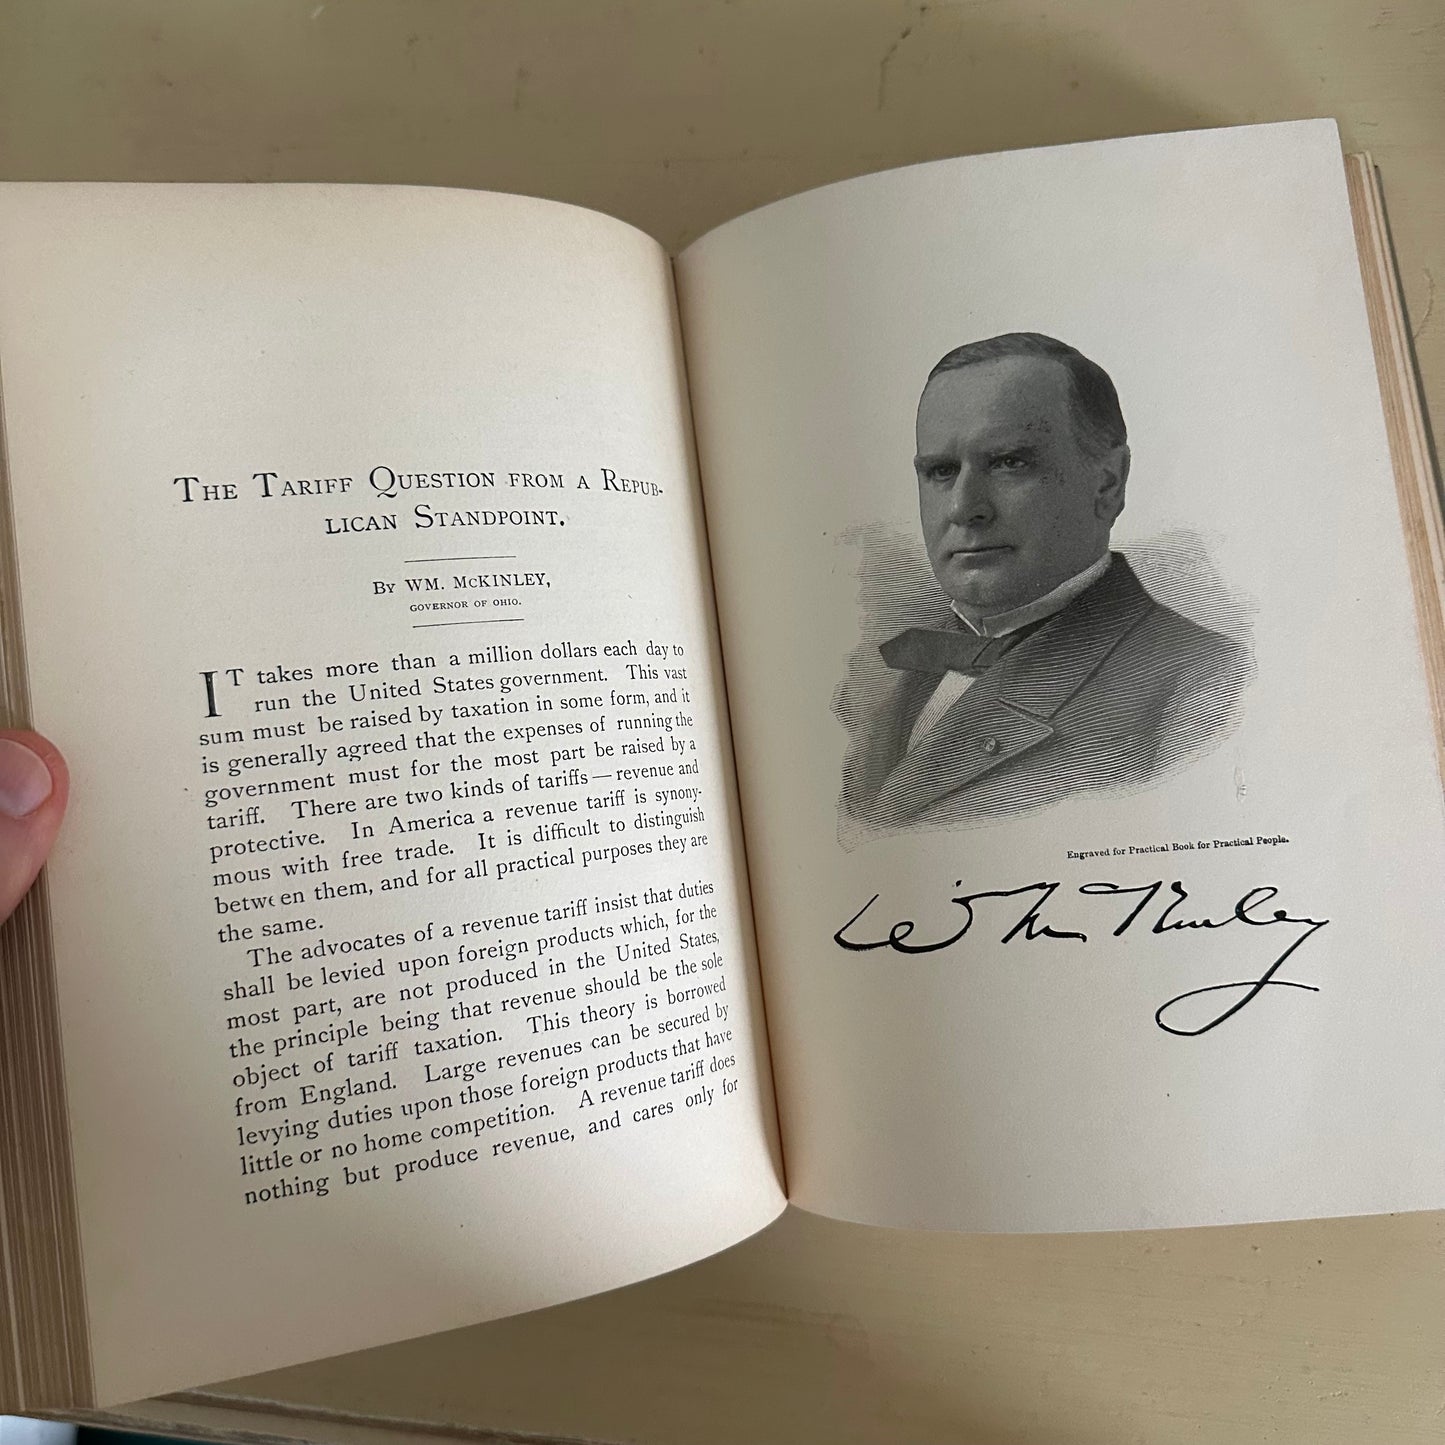 The Tariff Question from a Repub-
lican Standpoint.
By WM. McKINLEY,
GOVERNOR OF OHIO.
IT takes more than a million dollars each day to
run the United States government. This vast
sum must be raised by taxation in some form, and it
is generally agreed that the expenses of running the
government must for the most part be raised by a
tariff. There are two kinds of tariffs — revenue and
protective. In America a revenue tariff is synony-
mous with free trade. It is difficult to distinguish
between them, and for all practical purposes they are
the same.
The advocates of a revenue tariff insist that duties
shall be levied upon foreign products which, for the
most part, are not produced in the United States,
the principle being that revenue should be the sole
object of tariff taxation. This theory is borrowed
from England. Large revenues can be secured by
levying duties upon those foreign products that have
little or no home competition. A revenue tariff does
nothing but produce revenue, and cares only for
Engraved for Practical Book for Practical People.
Wm McKinley